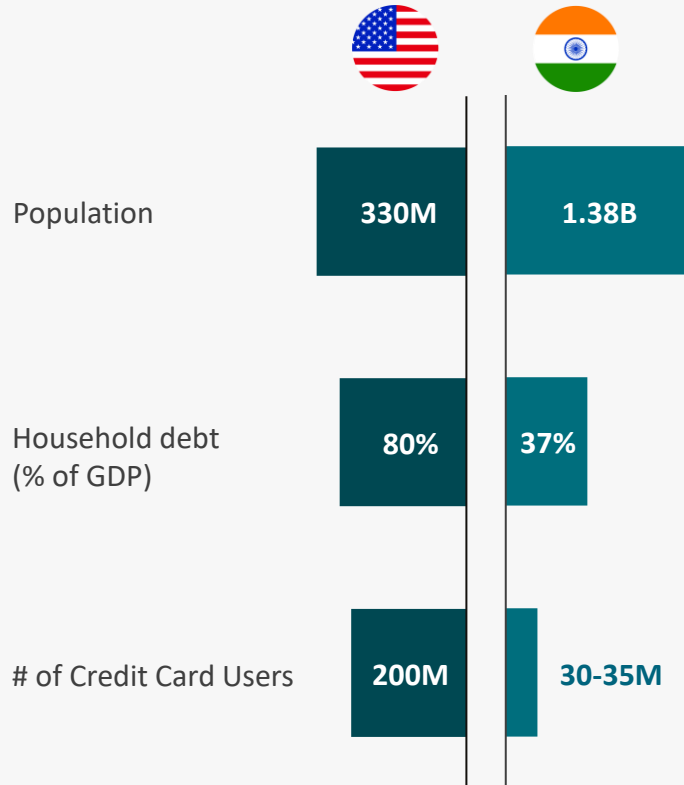 Population
330M
1.38B
Household debt
(% of GDP)
80%
37%
# of Credit Card Users
200M
30-35M